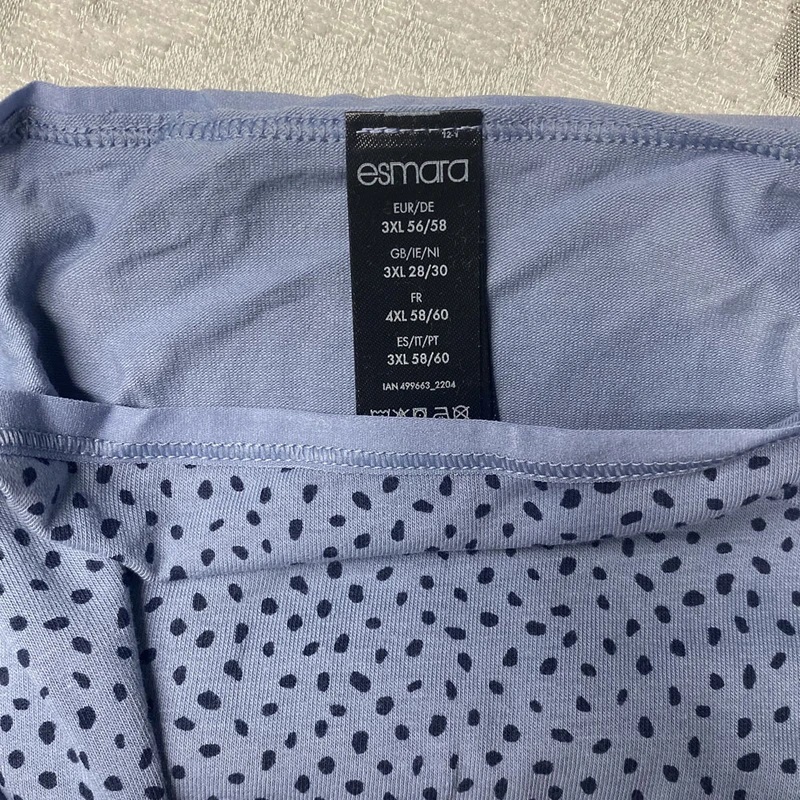 esmara
EUR/DE
3XL 56/58
GB/IE/NI
3XL 28/30
FR
4XL 58/60
ES/IT/PT
3XL 58/60
IAN 499663_2204